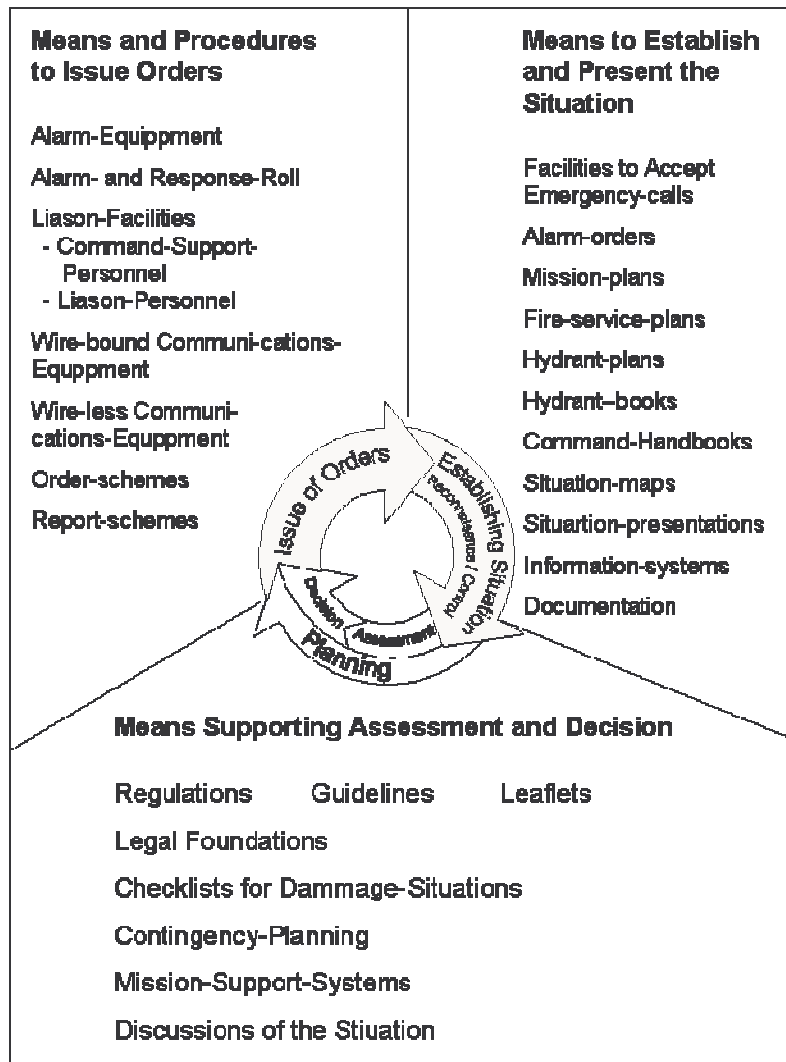 Means and Procedures
to Issue Orders
Alarm-Equippment
Alarm- and Response-Roll
Liason-Facilities
- Command-Support-
Personnel
- Liason-Personnel
Wire-bound Communi-cations-
Equppment
Wire-less Communi-
cations-Equppment
Order-schemes
Report-schemes
Means to Establish
and Present the
Situation
Facilities to Accept
Emergency-calls
Alarm-orders
Mission-plans
Fire-service-plans
Hydrant-plans
Hydrant–books
Command-Handbooks
Situation-maps
Situartion-presentations
Information-systems
Documentation
Issue of Orders
Establishing Situation
/ Control
Decision
Assessment
Planning
Means Supporting Assessment and Decision
Regulations Guidelines Leaflets
Legal Foundations
Checklists for Dammage-Situations
Contingency-Planning
Mission-Support-Systems
Discussions of the Stiuation